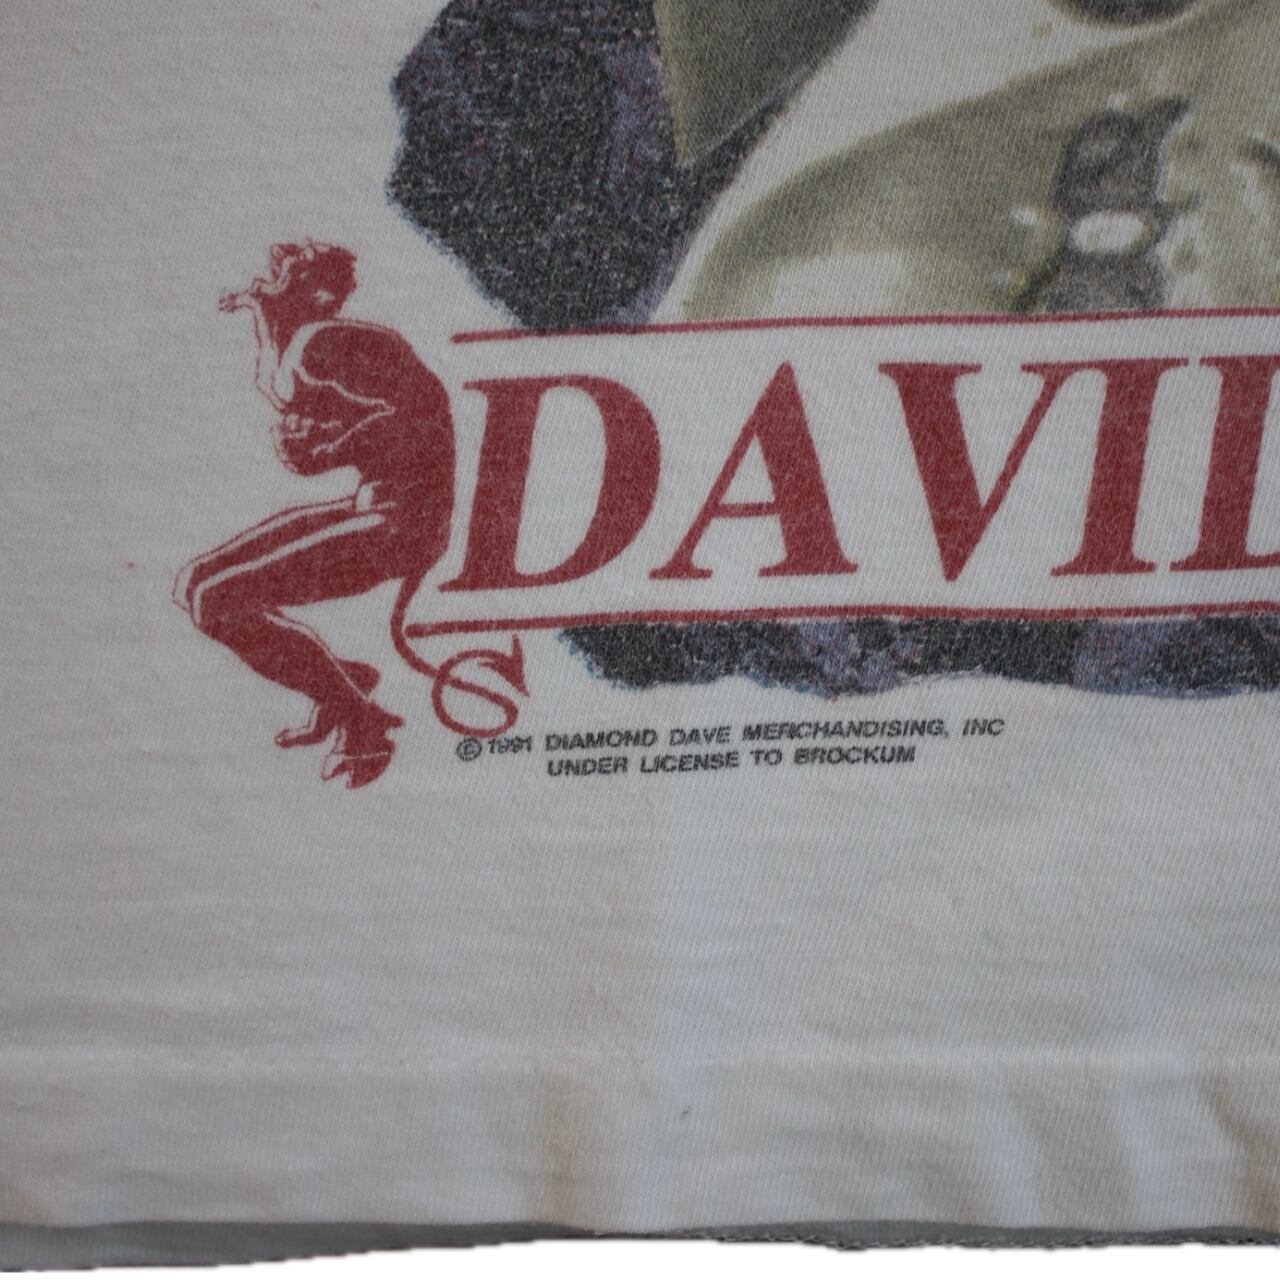 DAVID
© 1991 DIAMOND DAVE MERCHANDISING, INC
UNDER LICENSE TO BROCKUM